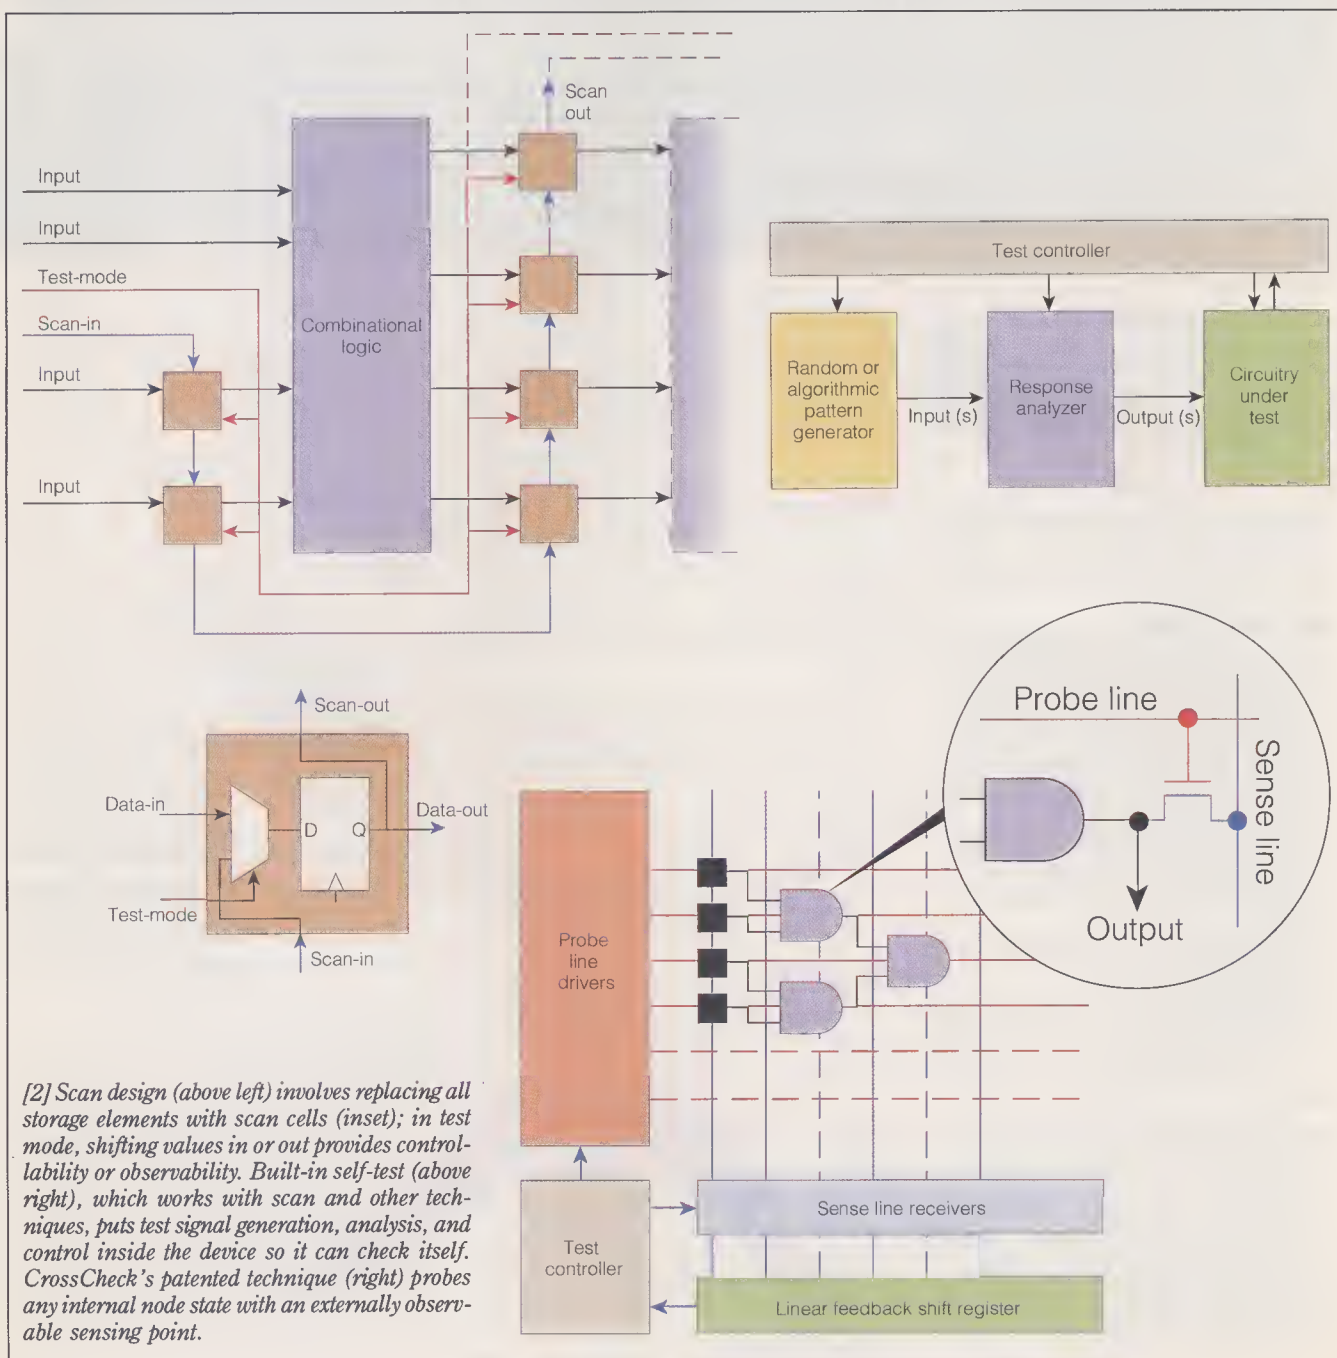 Scan
out
Input
Input
Test-mode
Scan-in
Input
Input
Combinational
logic
Test controller
Random or
algorithmic
pattern
generator
Input (s)
Response
analyzer
Output (s)
Circuitry
under
test
Scan-out
Data-in
D
Q
Data-out
Test-mode
Scan-in
Probe line
Sense line
Output
Probe
line
drivers
Test
controller
Sense line receivers
Linear feedback shift register
[2] Scan design (above left) involves replacing all
storage elements with scan cells (inset); in test
mode, shifting values in or out provides control-
lability or observability. Built-in self-test (above
right), which works with scan and other tech-
niques, puts test signal generation, analysis, and
control inside the device so it can check itself.
CrossCheck's patented technique (right) probes
any internal node state with an externally observ-
able sensing point.